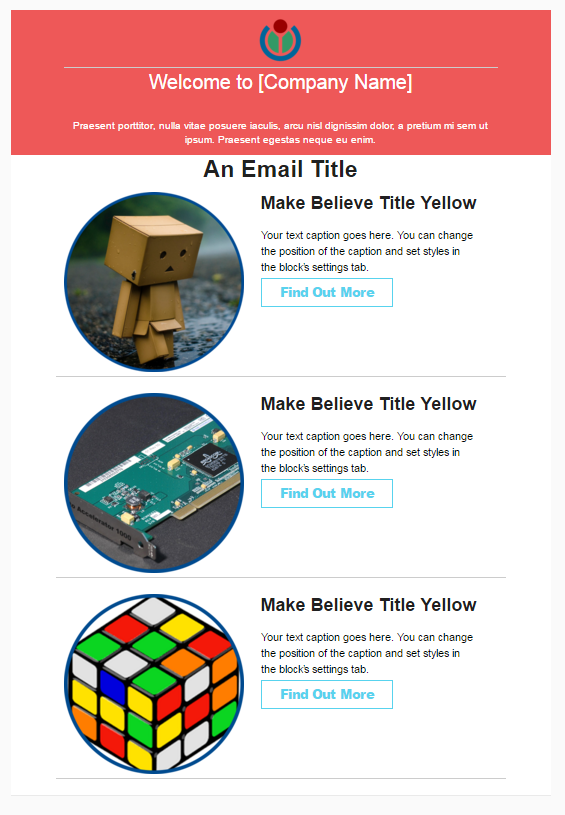 Welcome to [Company Name]
Praesent porttitor, nulla vitae posuere iaculis, arcu nisl dignissim dolor, a pretium mi sem ut
ipsum. Praesent egestas neque eu enim.
An Email Title
Make Believe Title Yellow
Your text caption goes here. You can change
the position of the caption and set styles in
the block's settings tab.
Find Out More
Make Believe Title Yellow
Your text caption goes here. You can change
the position of the caption and set styles in
the block's settings tab.
Find Out More
Accelerator 1000
Make Believe Title Yellow
Your text caption goes here. You can change
the position of the caption and set styles in
the block's settings tab.
Find Out More